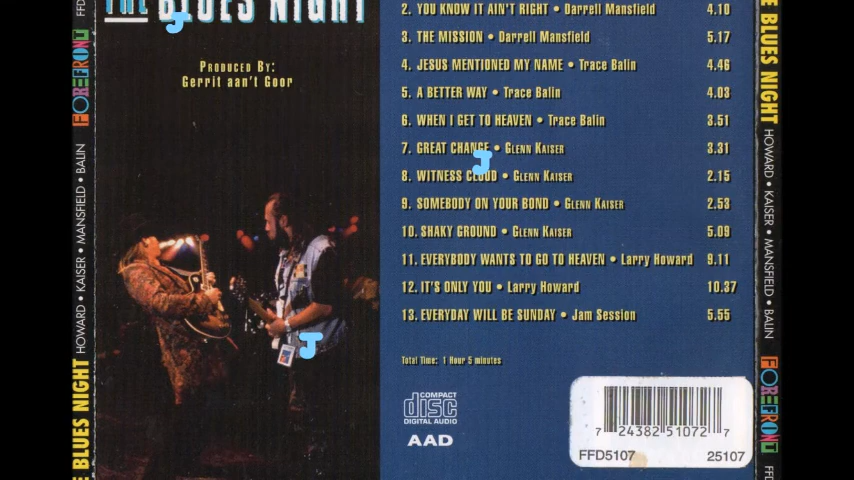 THE BLUES NIGHT
J
PRODUCED BY:
Gerrit aan't Goor
2. YOU KNOW IT AIN'T RIGHT • Darrell Mansfield 4.10
3. THE MISSION • Darrell Mansfield 5.17
4. JESUS MENTIONED MY NAME • Trace Balin 4.46
5. A BETTER WAY • Trace Balin 4.03
6. WHEN I GET TO HEAVEN • Trace Balin 3.51
7. GREAT CHANGE • GLENN KAISER 3.31
J
8. WITNESS CLOUD • GLENN KAISER 2.15
9. SOMEBODY ON YOUR BOND • GLENN KAISER 2.53
10. SHAKY GROUND • GLENN KAISER 5.09
11. EVERYBODY WANTS TO GO TO HEAVEN • Larry Howard 9.11
12. IT'S ONLY YOU • Larry Howard 10.37
13. EVERYDAY WILL BE SUNDAY • Jam Session 5.55
J
Total Time: 1 Hour 5 minutes
COMPACT
disc
DIGITAL AUDIO
AAD
7 24382 51072 7
FFD5107 25107
E BLUES NIGHT HOWARD • KAISER • MANSFIELD • BALIN FOREFRONT FFD
E BLUES NIGHT HOWARD • KAISER • MANSFIELD • BALIN FOREFRONT FFD